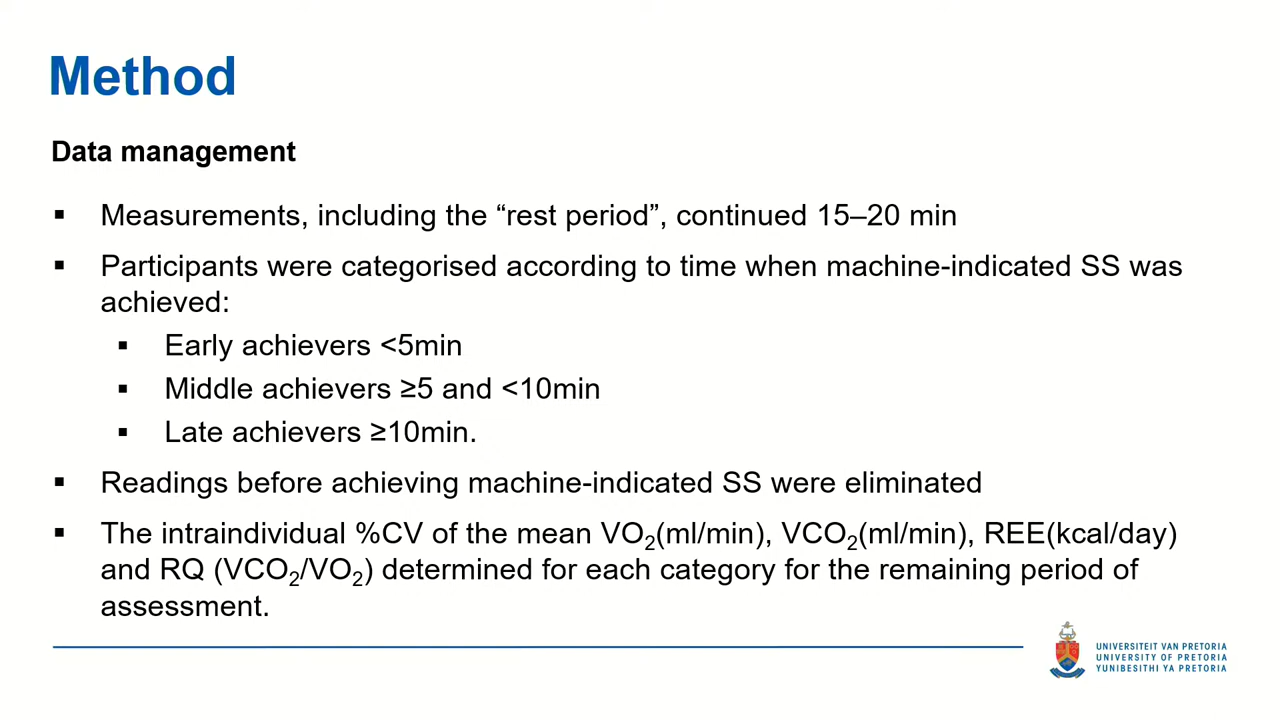 Method
Data management
▪ Measurements, including the “rest period”, continued 15–20 min
▪ Participants were categorised according to time when machine-indicated SS was
achieved:
▪ Early achievers <5min
▪ Middle achievers ≥5 and <10min
▪ Late achievers ≥10min.
▪ Readings before achieving machine-indicated SS were eliminated
▪ The intraindividual %CV of the mean VO₂(ml/min), VCO₂(ml/min), REE(kcal/day)
and RQ (VCO₂/VO₂) determined for each category for the remaining period of
assessment.
UNIVERSITEIT VAN PRETORIA
UNIVERSITY OF PRETORIA
YUNIBESITHI YA PRETORIA